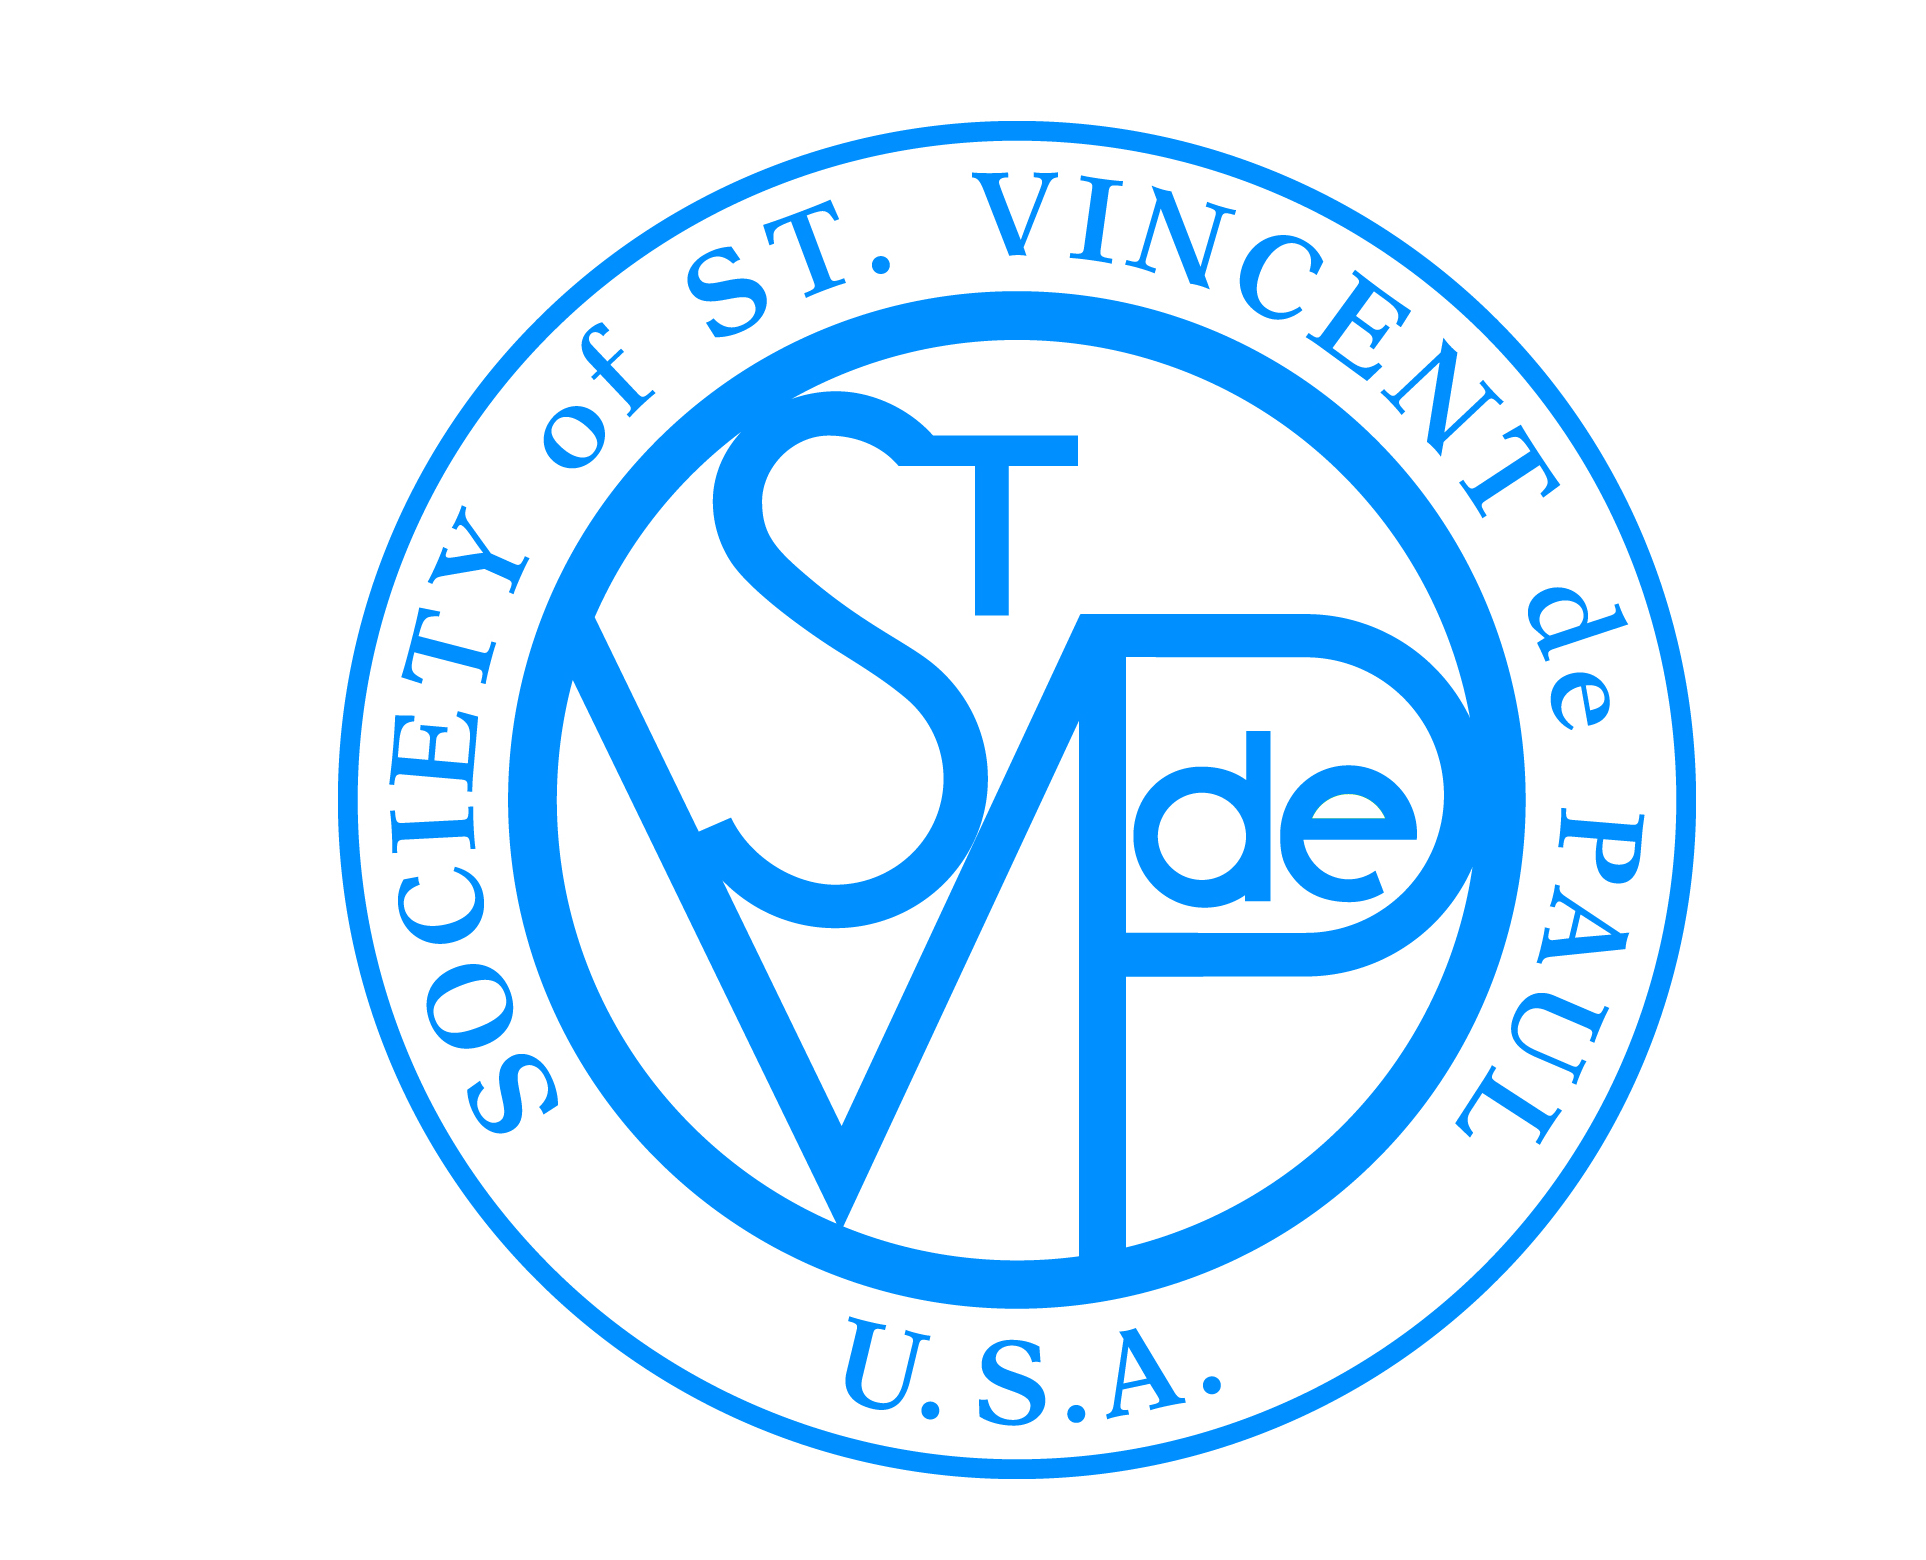 SOCIETY of ST. VINCENT de PAUL
ST
V de P
U.S.A.